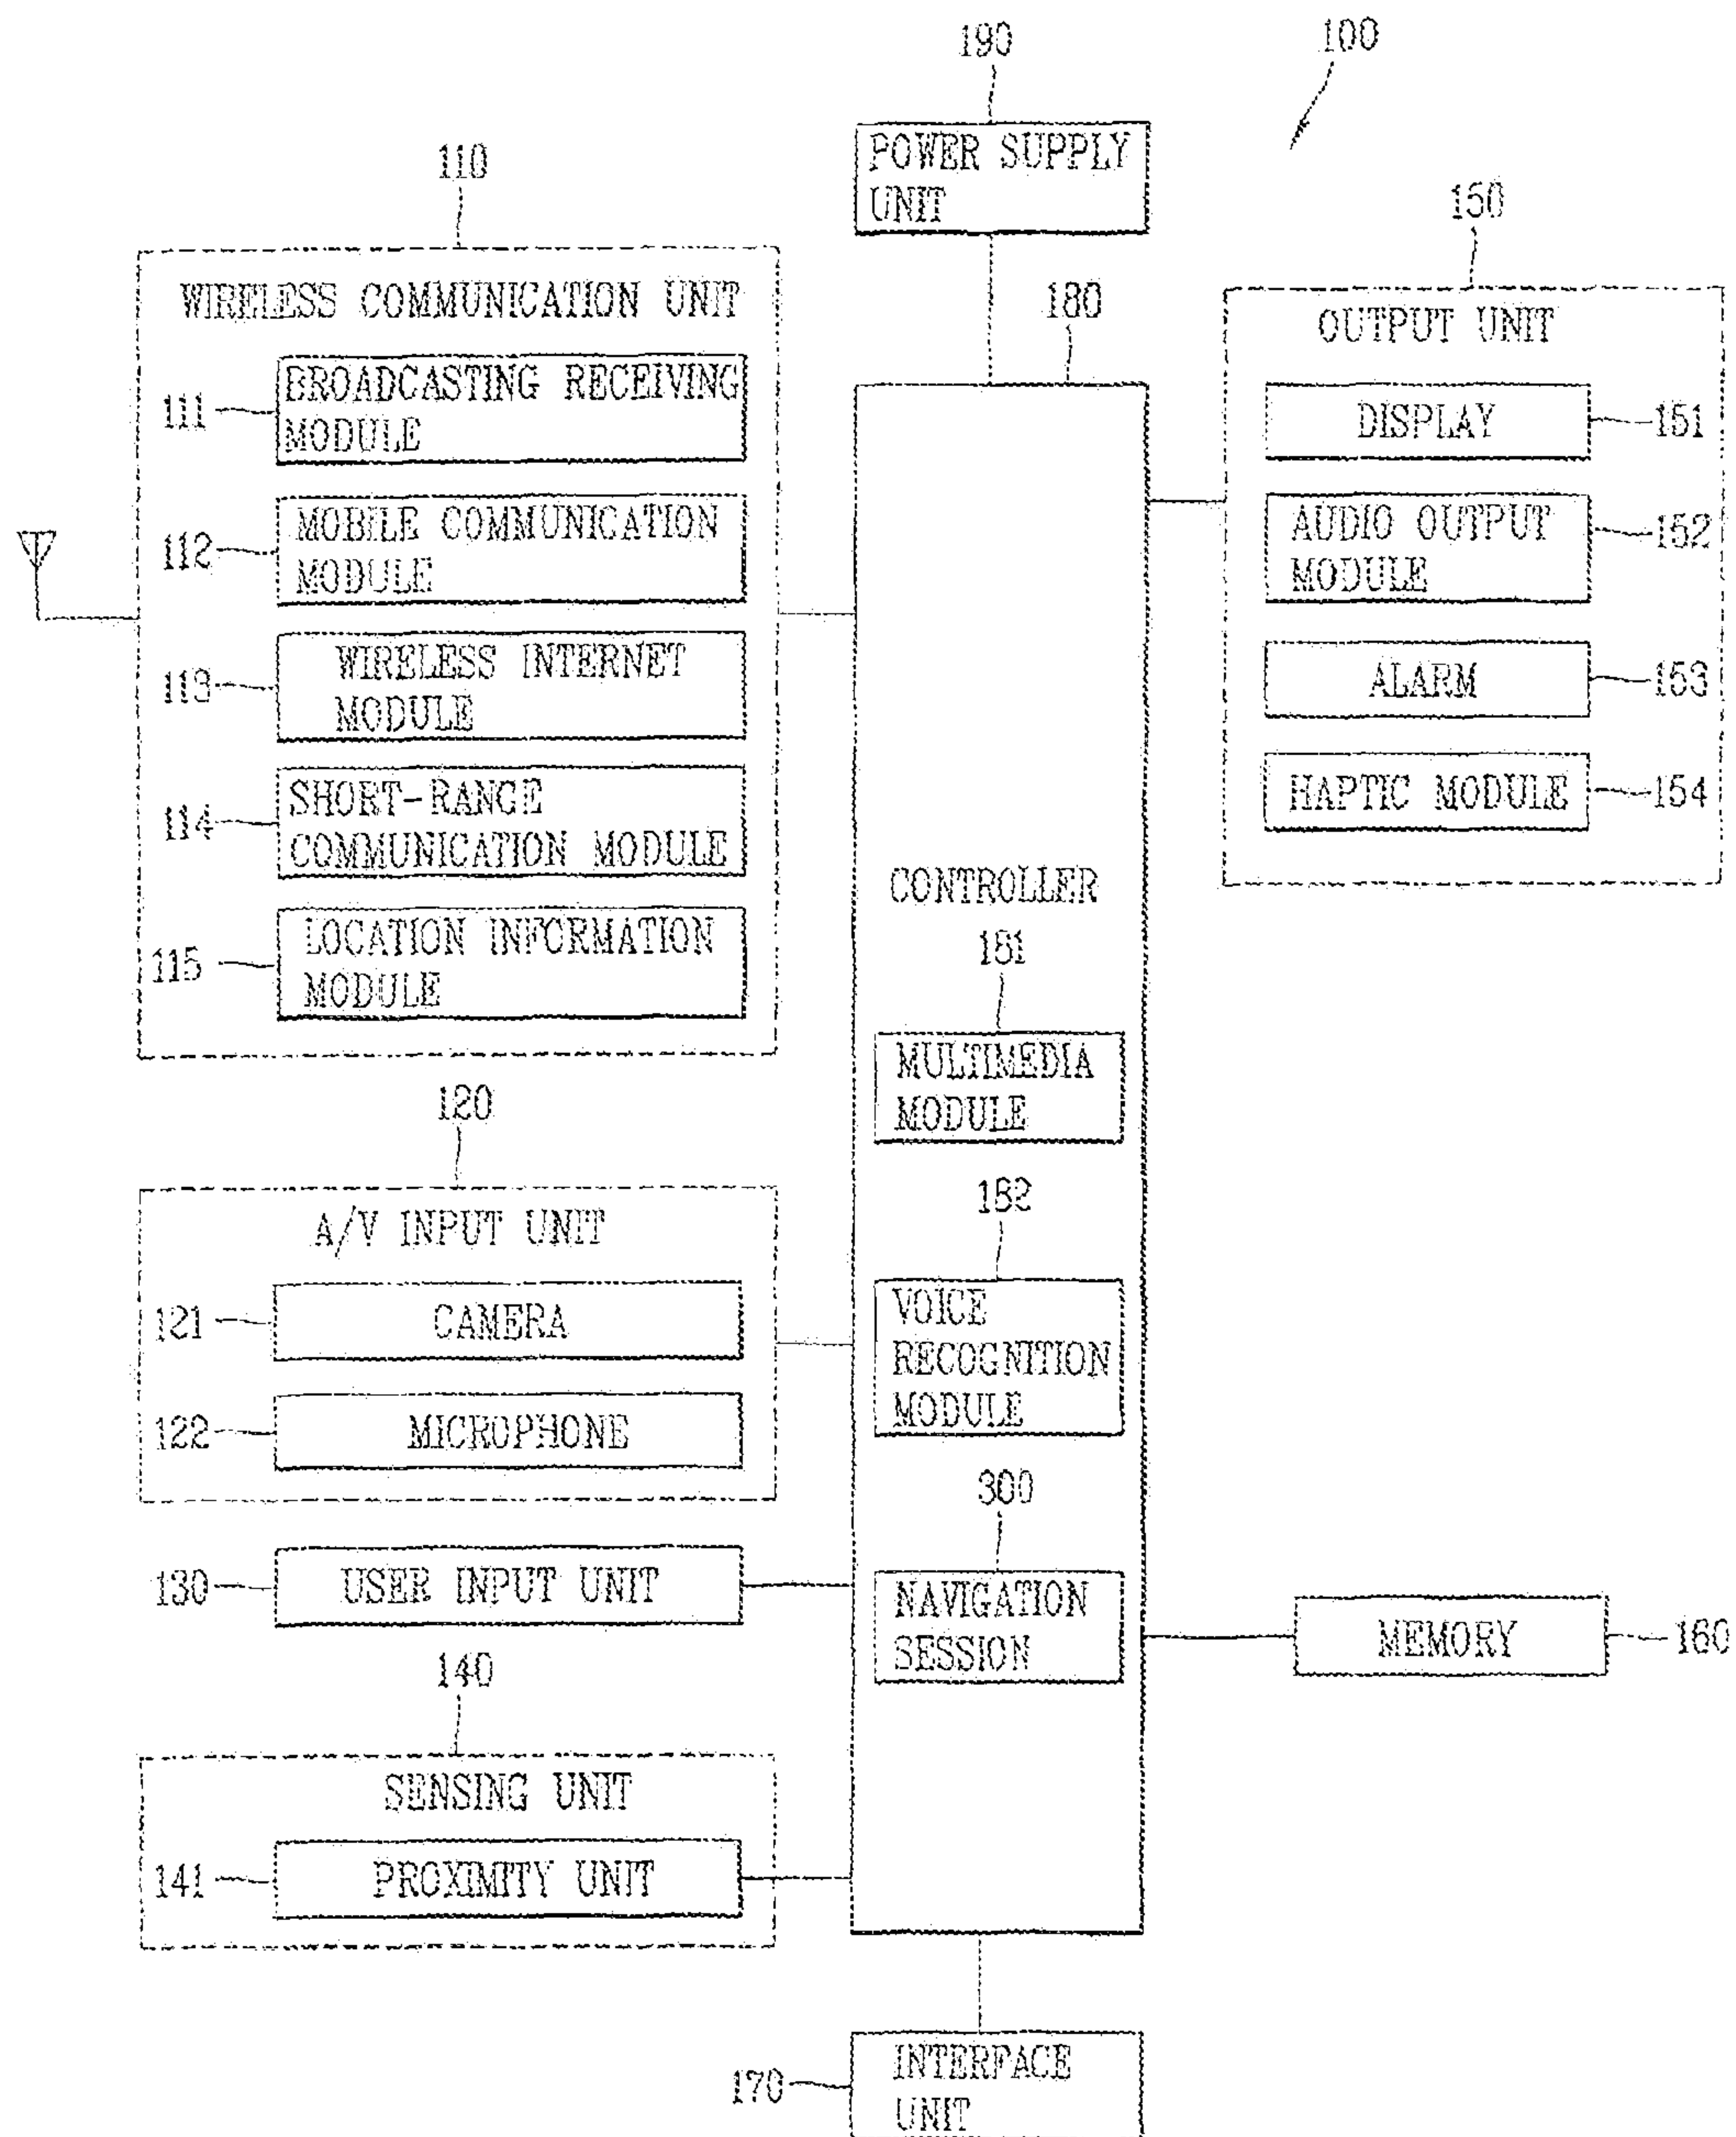 190
100
POWER SUPPLY
UNIT
110
WIRELESS COMMUNICATION UNIT
111
BROADCASTING RECEIVING
MODULE
112
MOBILE COMMUNICATION
MODULE
113
WIRELESS INTERNET
MODULE
114
SHORT-RANGE
COMMUNICATION MODULE
115
LOCATION INFORMATION
MODULE
120
A/V INPUT UNIT
121
CAMERA
122
MICROPHONE
130
USER INPUT UNIT
140
SENSING UNIT
141
PROXIMITY UNIT
180
CONTROLLER
181
MULTIMEDIA
MODULE
182
VOICE
RECOGNITION
MODULE
300
NAVIGATION
SESSION
150
OUTPUT UNIT
DISPLAY
151
AUDIO OUTPUT
MODULE
152
ALARM
153
HAPTIC MODULE
154
MEMORY
160
170
INTERFACE
UNIT